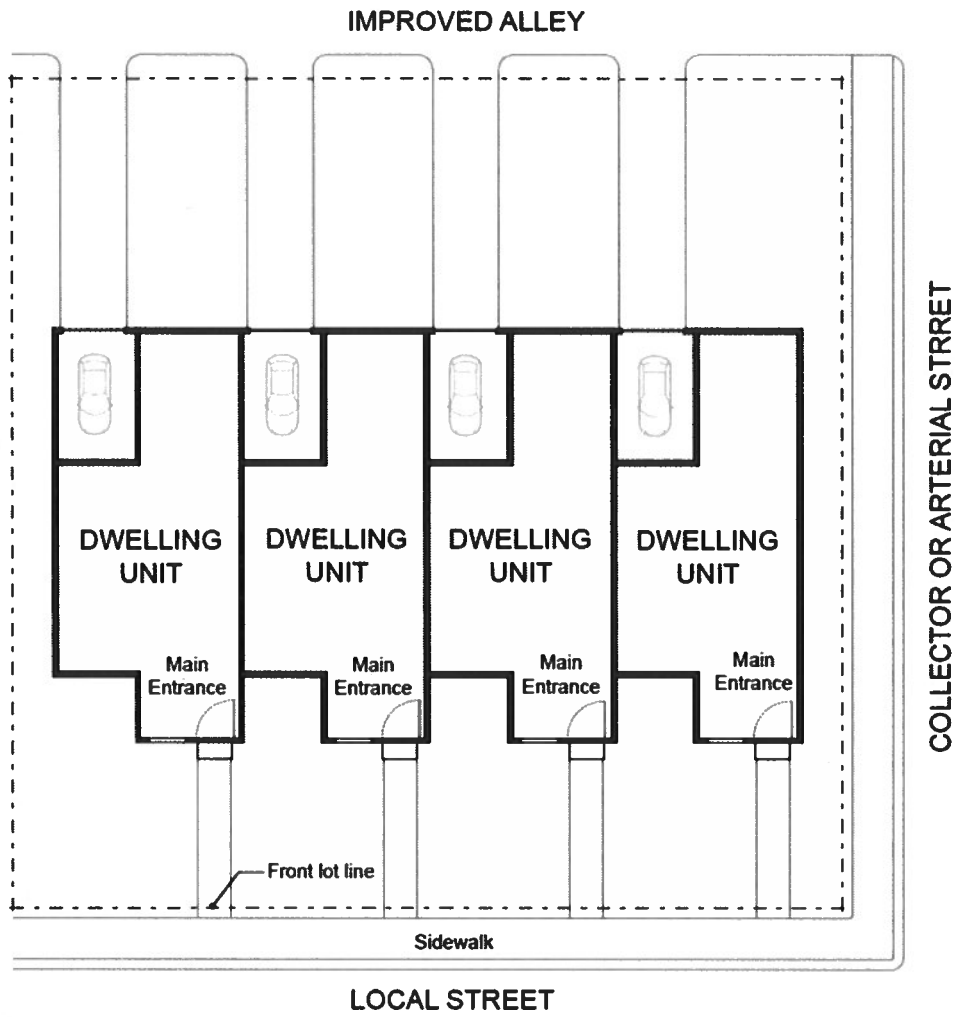 IMPROVED ALLEY
DWELLING
UNIT
DWELLING
UNIT
DWELLING
UNIT
DWELLING
UNIT
Main
Entrance
Main
Entrance
Main
Entrance
Main
Entrance
Front lot line
Sidewalk
LOCAL STREET
COLLECTOR OR ARTERIAL STRRET